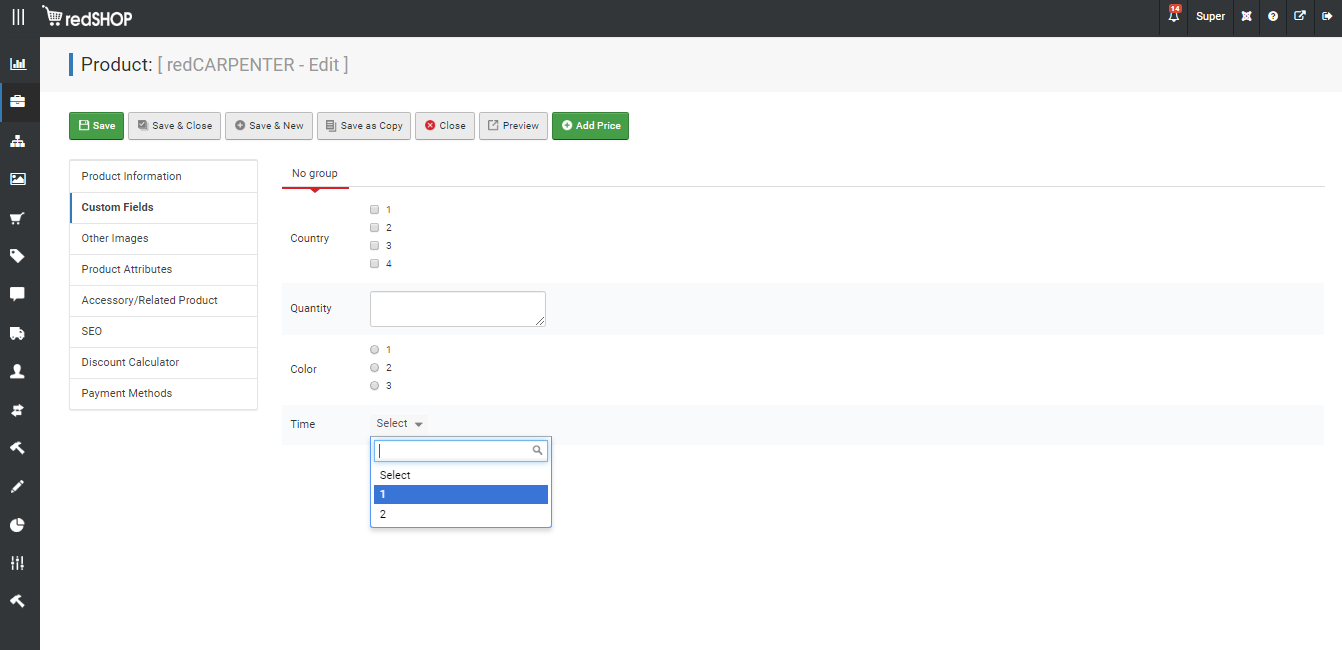 redSHOP
14
Super
Product: [ redCARPENTER - Edit ]
Save
Save & Close
Save & New
Save as Copy
Close
Preview
Add Price
Product Information
Custom Fields
Other Images
Product Attributes
Accessory/Related Product
SEO
Discount Calculator
Payment Methods
No group
Country
1
2
3
4
Quantity
Color
1
2
3
Time
Select
Select
1
2